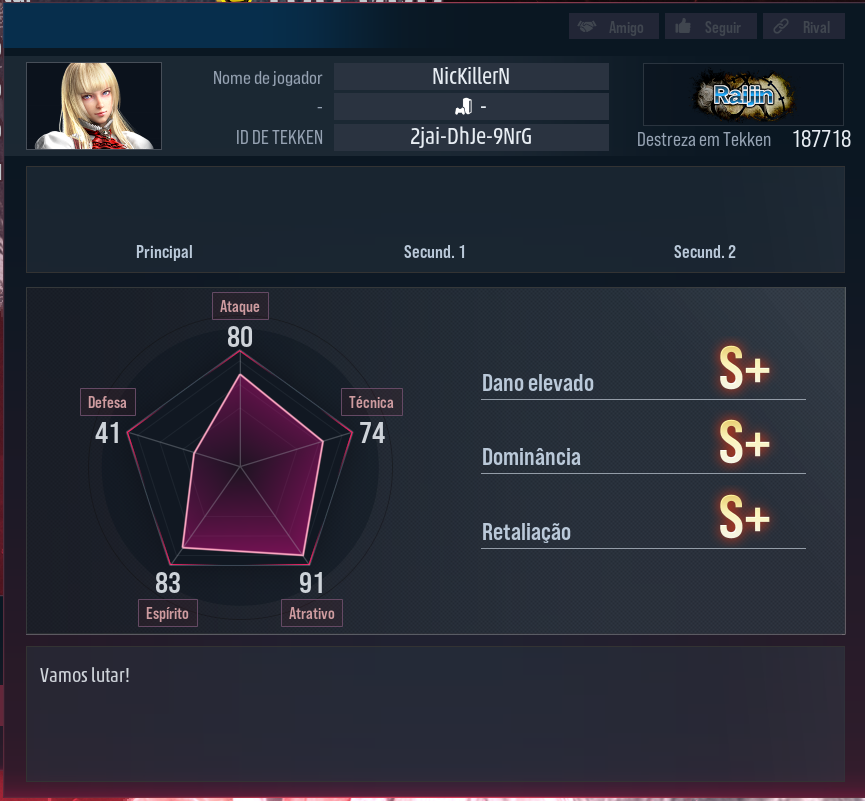 Amigo Seguir Rival
Nome de jogador NicKillerN
- -
ID DE TEKKEN 2jai-DhJe-9NrG
Raijin
Destreza em Tekken 187718
Principal Secund. 1 Secund. 2
Ataque
80
Defesa
41
Técnica
74
83
Espírito
91
Atrativo
Dano elevado S+
Dominância S+
Retaliação S+
Vamos lutar!